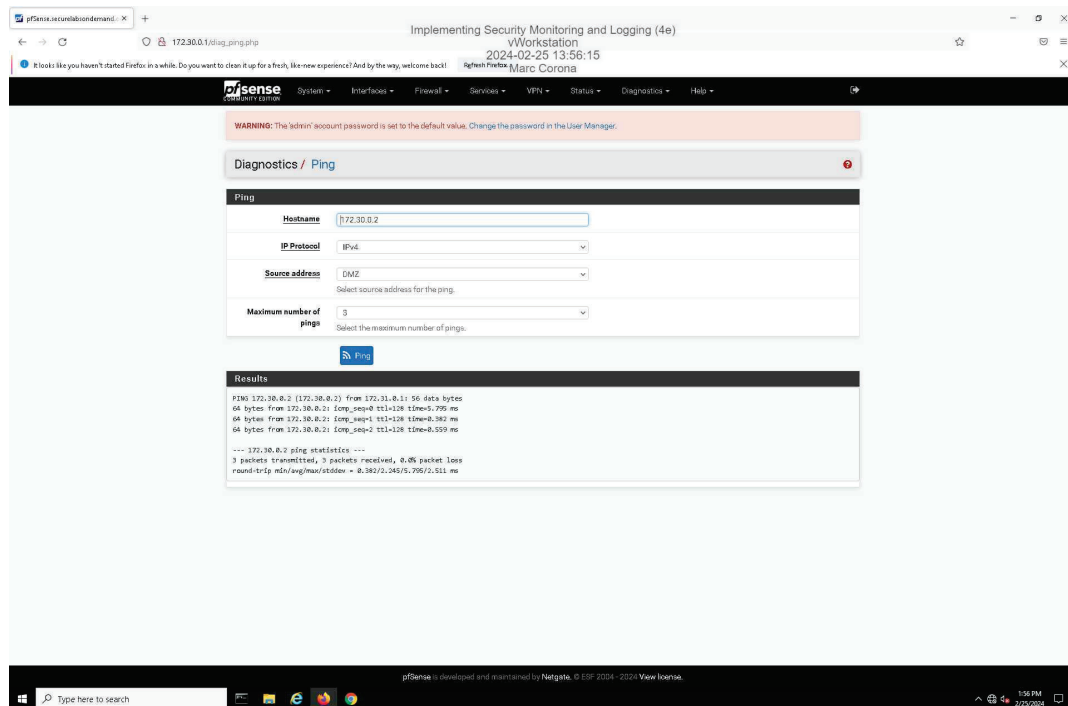 pfSense.securelabsondemand.
172.30.0.1/diag_ping.php
Implementing Security Monitoring and Logging (4e)
vWorkstation
2024-02-25 13:56:15
Marc Corona
It looks like you haven't started Firefox in a while. Do you want to clean it up for a fresh, like-new experience? And by the way, welcome back!
Refresh Firefox...
pfsense
COMMUNITY EDITION
System Interfaces Firewall Services VPN Status Diagnostics Help
WARNING: The 'admin' account password is set to the default value. Change the password in the User Manager.
Diagnostics / Ping
Ping
Hostname 172.30.0.2
IP Protocol IPv4
Source address DMZ
Select source address for the ping.
Maximum number of pings 3
Select the maximum number of pings.
Ping
Results
PING 172.30.0.2 (172.30.0.2) from 172.31.0.1: 56 data bytes
64 bytes from 172.30.0.2: icmp_seq=0 ttl=128 time=5.795 ms
64 bytes from 172.30.0.2: icmp_seq=1 ttl=128 time=0.382 ms
64 bytes from 172.30.0.2: icmp_seq=2 ttl=128 time=0.559 ms
--- 172.30.0.2 ping statistics ---
3 packets transmitted, 3 packets received, 0.0% packet loss
round-trip min/avg/max/stddev = 0.382/2.245/5.795/2.511 ms
pfSense is developed and maintained by Netgate. © ESF 2004 - 2024 View license.
Type here to search
1:56 PM
2/25/2024